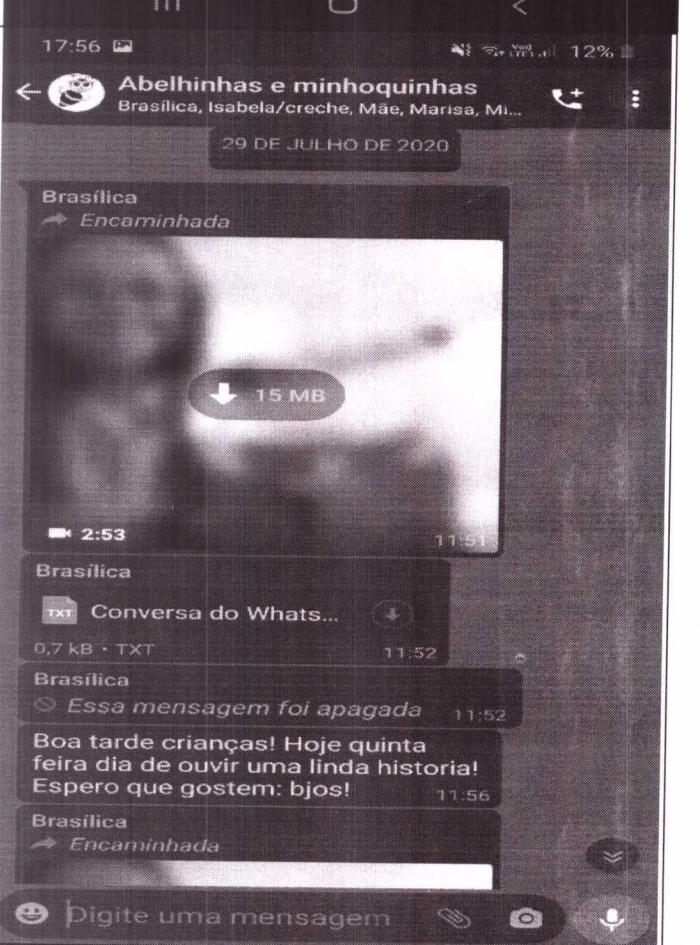 17:56
12%
Abelhinhas e minhoquinhas
Brasílica, Isabela/creche, Mãe, Marisa, Mi...
29 DE JULHO DE 2020
Brasílica
Encaminhada
15 MB
2:53
11:51
Brasílica
TXT
Conversa do Whats...
0,7 kB • TXT
11:52
Brasílica
Essa mensagem foi apagada
11:52
Boa tarde crianças! Hoje quinta
feira dia de ouvir uma linda historia!
Espero que gostem: bjos!
11:56
Brasílica
Encaminhada
Digite uma mensagem